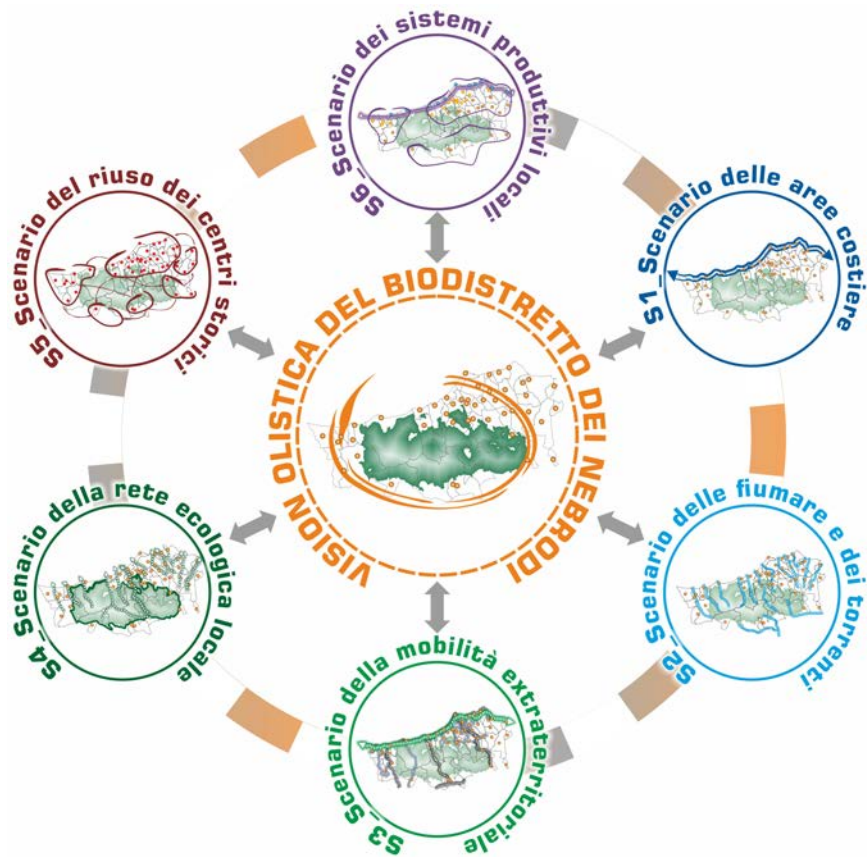 VISION OLISTICA DEL BIODISTRETTO DEI NEBRODI
S1_Scenario delle aree costiere
S2_Scenario delle fiumare e dei torrenti
S3_Scenario della mobilità extraterritoriale
S4_Scenario della rete ecologica locale
S5_Scenario del riuso dei centri storici
S6_Scenario dei sistemi produttivi locali